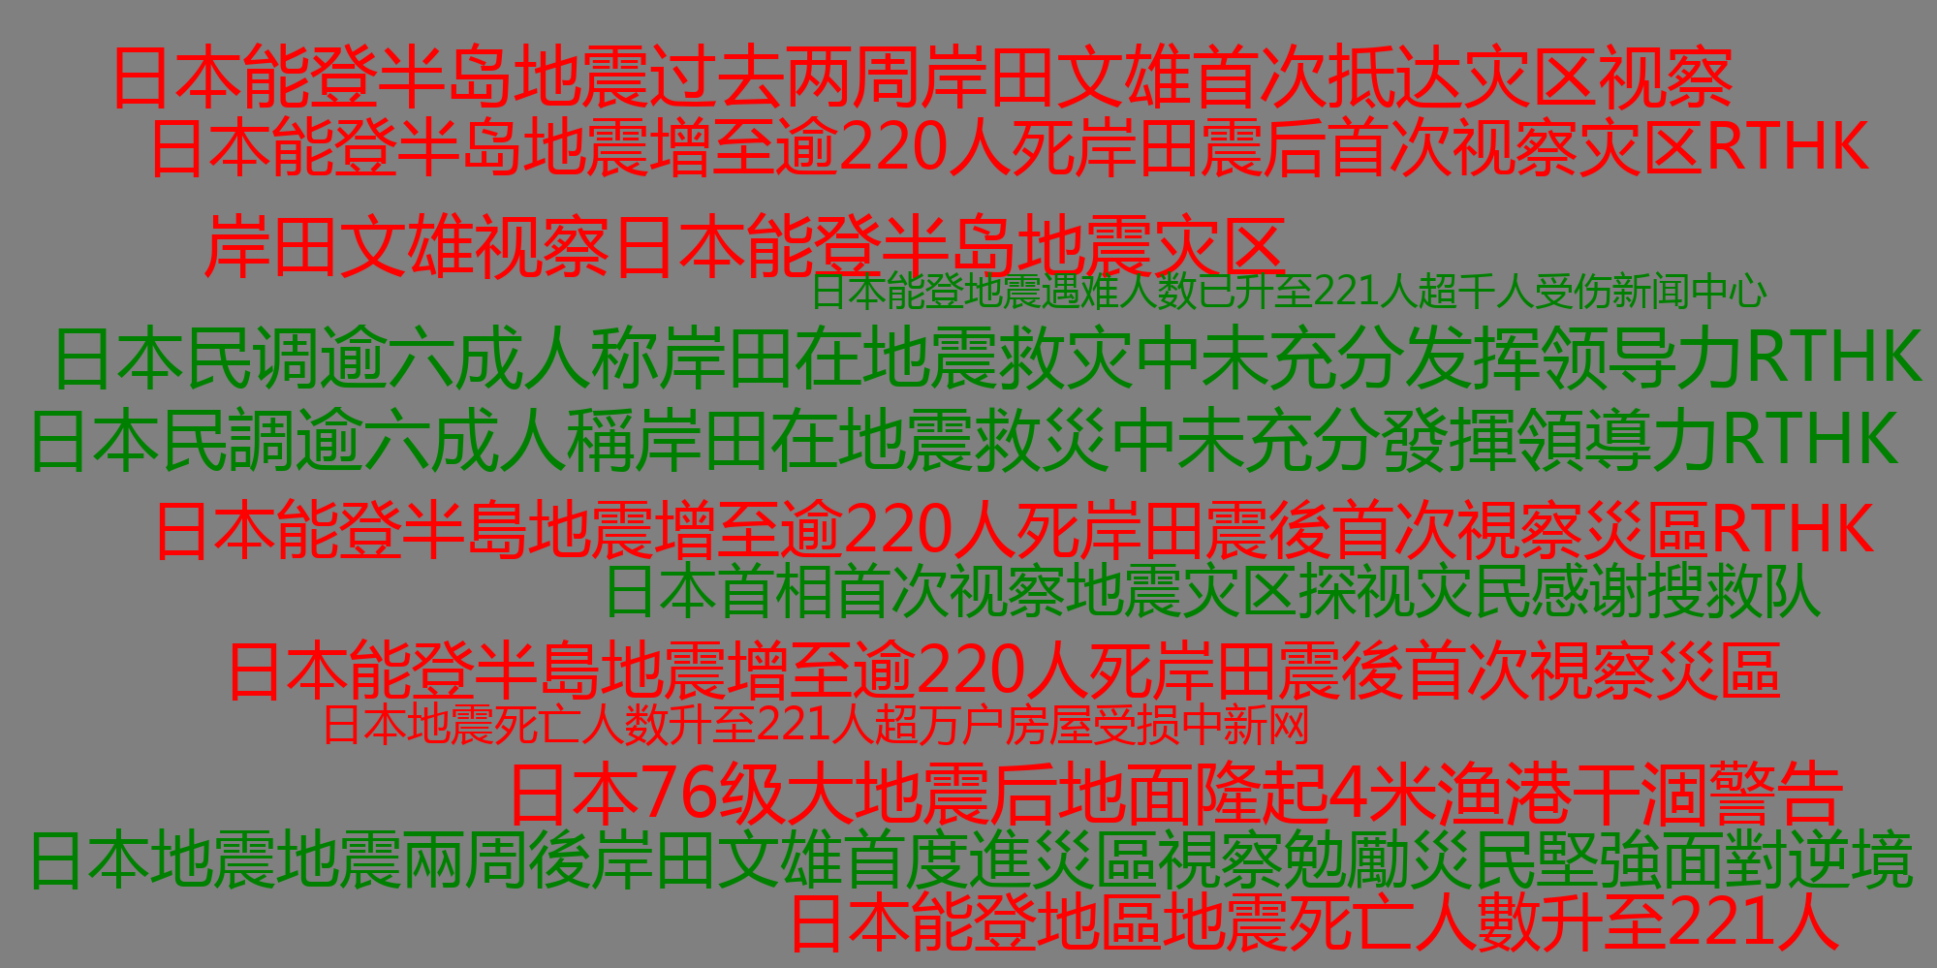 日本能登半岛地震过去两周岸田文雄首次抵达灾区视察
日本能登半岛地震增至逾220人死岸田震后首次视察灾区RTHK
岸田文雄视察日本能登半岛地震灾区
日本能登地震遇难人数已升至221人超千人受伤新闻中心
日本民调逾六成人称岸田在地震救灾中未充分发挥领导力RTHK
日本民調逾六成人稱岸田在地震救災中未充分發揮領導力RTHK
日本能登半島地震增至逾220人死岸田震後首次視察災區RTHK
日本首相首次视察地震灾区探视灾民感谢搜救队
日本能登半島地震增至逾220人死岸田震後首次視察災區
日本地震死亡人数升至221人超万户房屋受损中新网
日本76级大地震后地面隆起4米渔港干涸警告
日本地震地震兩周後岸田文雄首度進災區視察勉勵災民堅強面對逆境
日本能登地區地震死亡人數升至221人